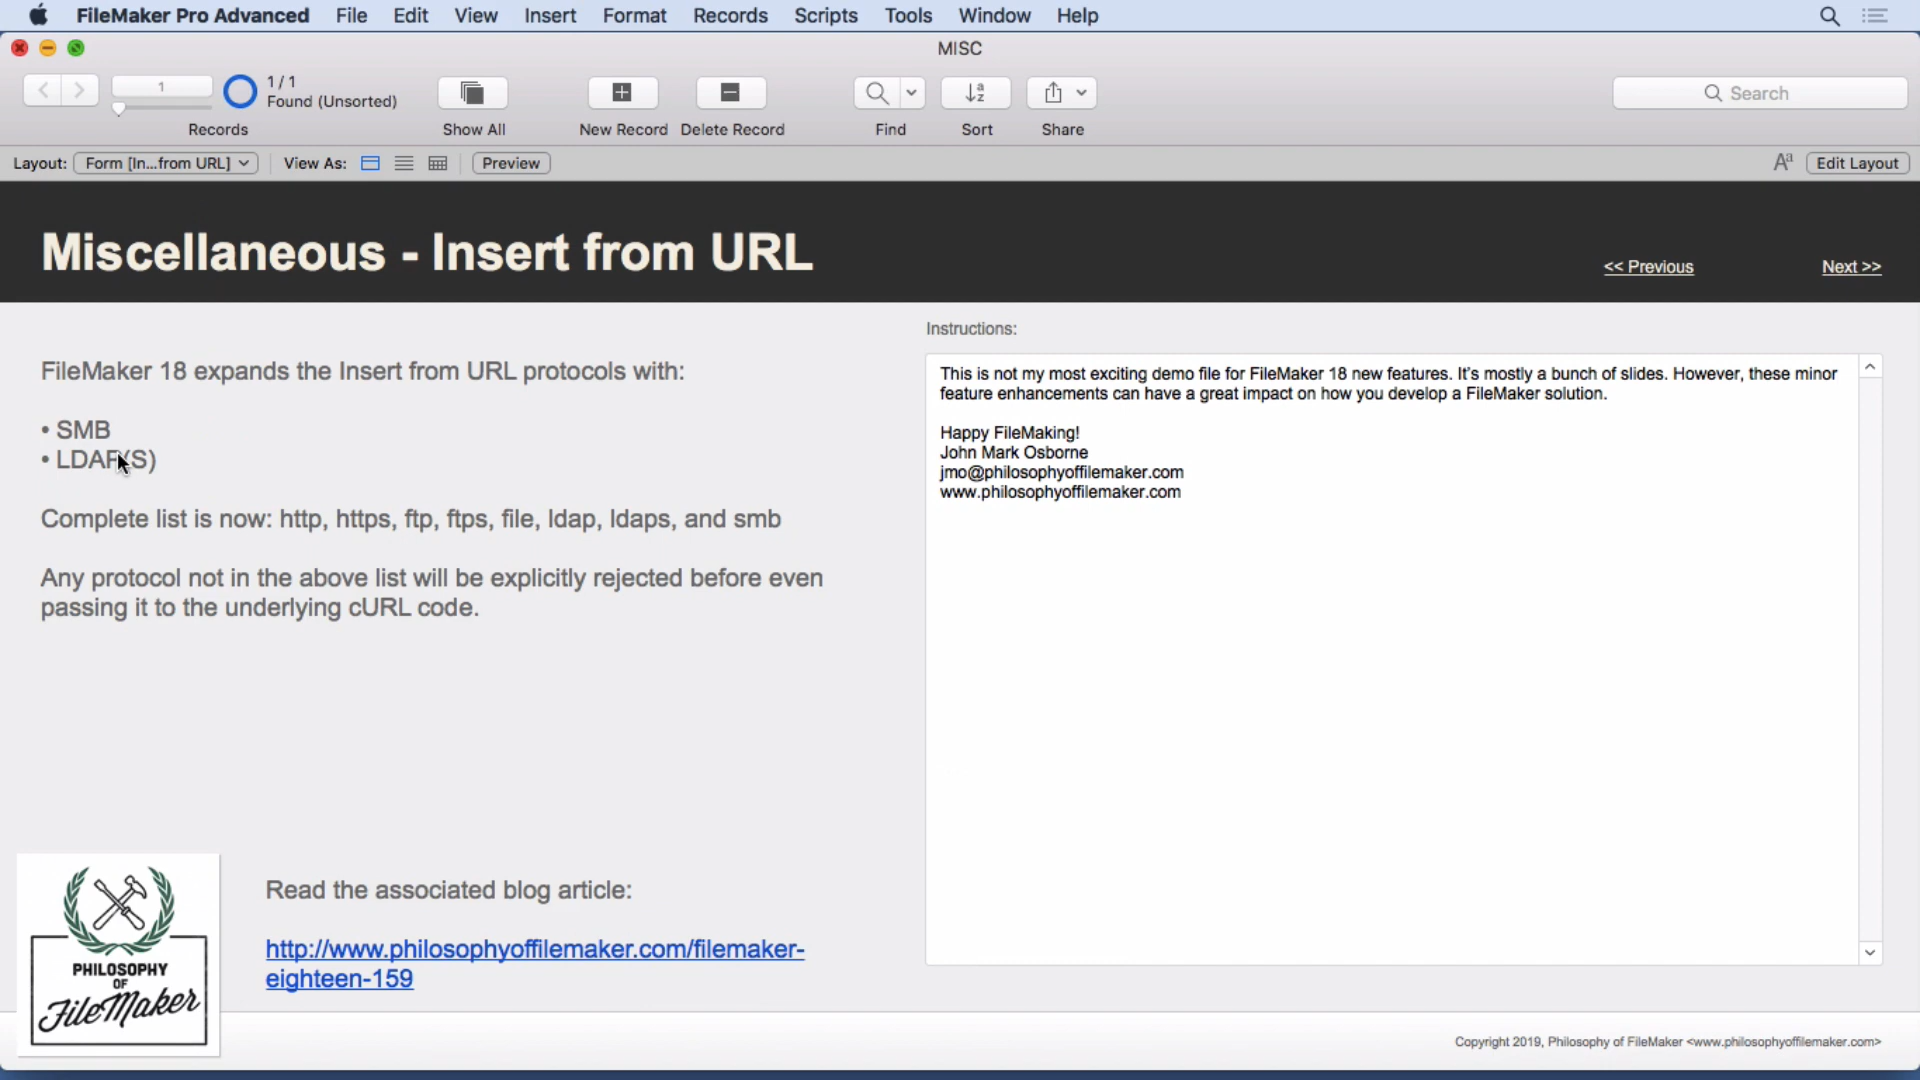 FileMaker Pro Advanced File Edit View Insert Format Records Scripts Tools Window Help
MISC
1
1 / 1
Found (Unsorted)
Search
Records
Show All
New Record
Delete Record
Find
Sort
Share
Layout: Form [In...from URL] View As: Preview Aa Edit Layout
Miscellaneous - Insert from URL
<< Previous
Next >>
FileMaker 18 expands the Insert from URL protocols with:
• SMB
• LDAP(S)
Complete list is now: http, https, ftp, ftps, file, ldap, ldaps, and smb
Any protocol not in the above list will be explicitly rejected before even
passing it to the underlying cURL code.
Instructions:
This is not my most exciting demo file for FileMaker 18 new features. It's mostly a bunch of slides. However, these minor
feature enhancements can have a great impact on how you develop a FileMaker solution.
Happy FileMaking!
John Mark Osborne
jmo@philosophyoffilemaker.com
www.philosophyoffilemaker.com
PHILOSOPHY
OF
FileMaker
Read the associated blog article:
http://www.philosophyoffilemaker.com/filemaker-
eighteen-159
Copyright 2019, Philosophy of FileMaker <www.philosophyoffilemaker.com>